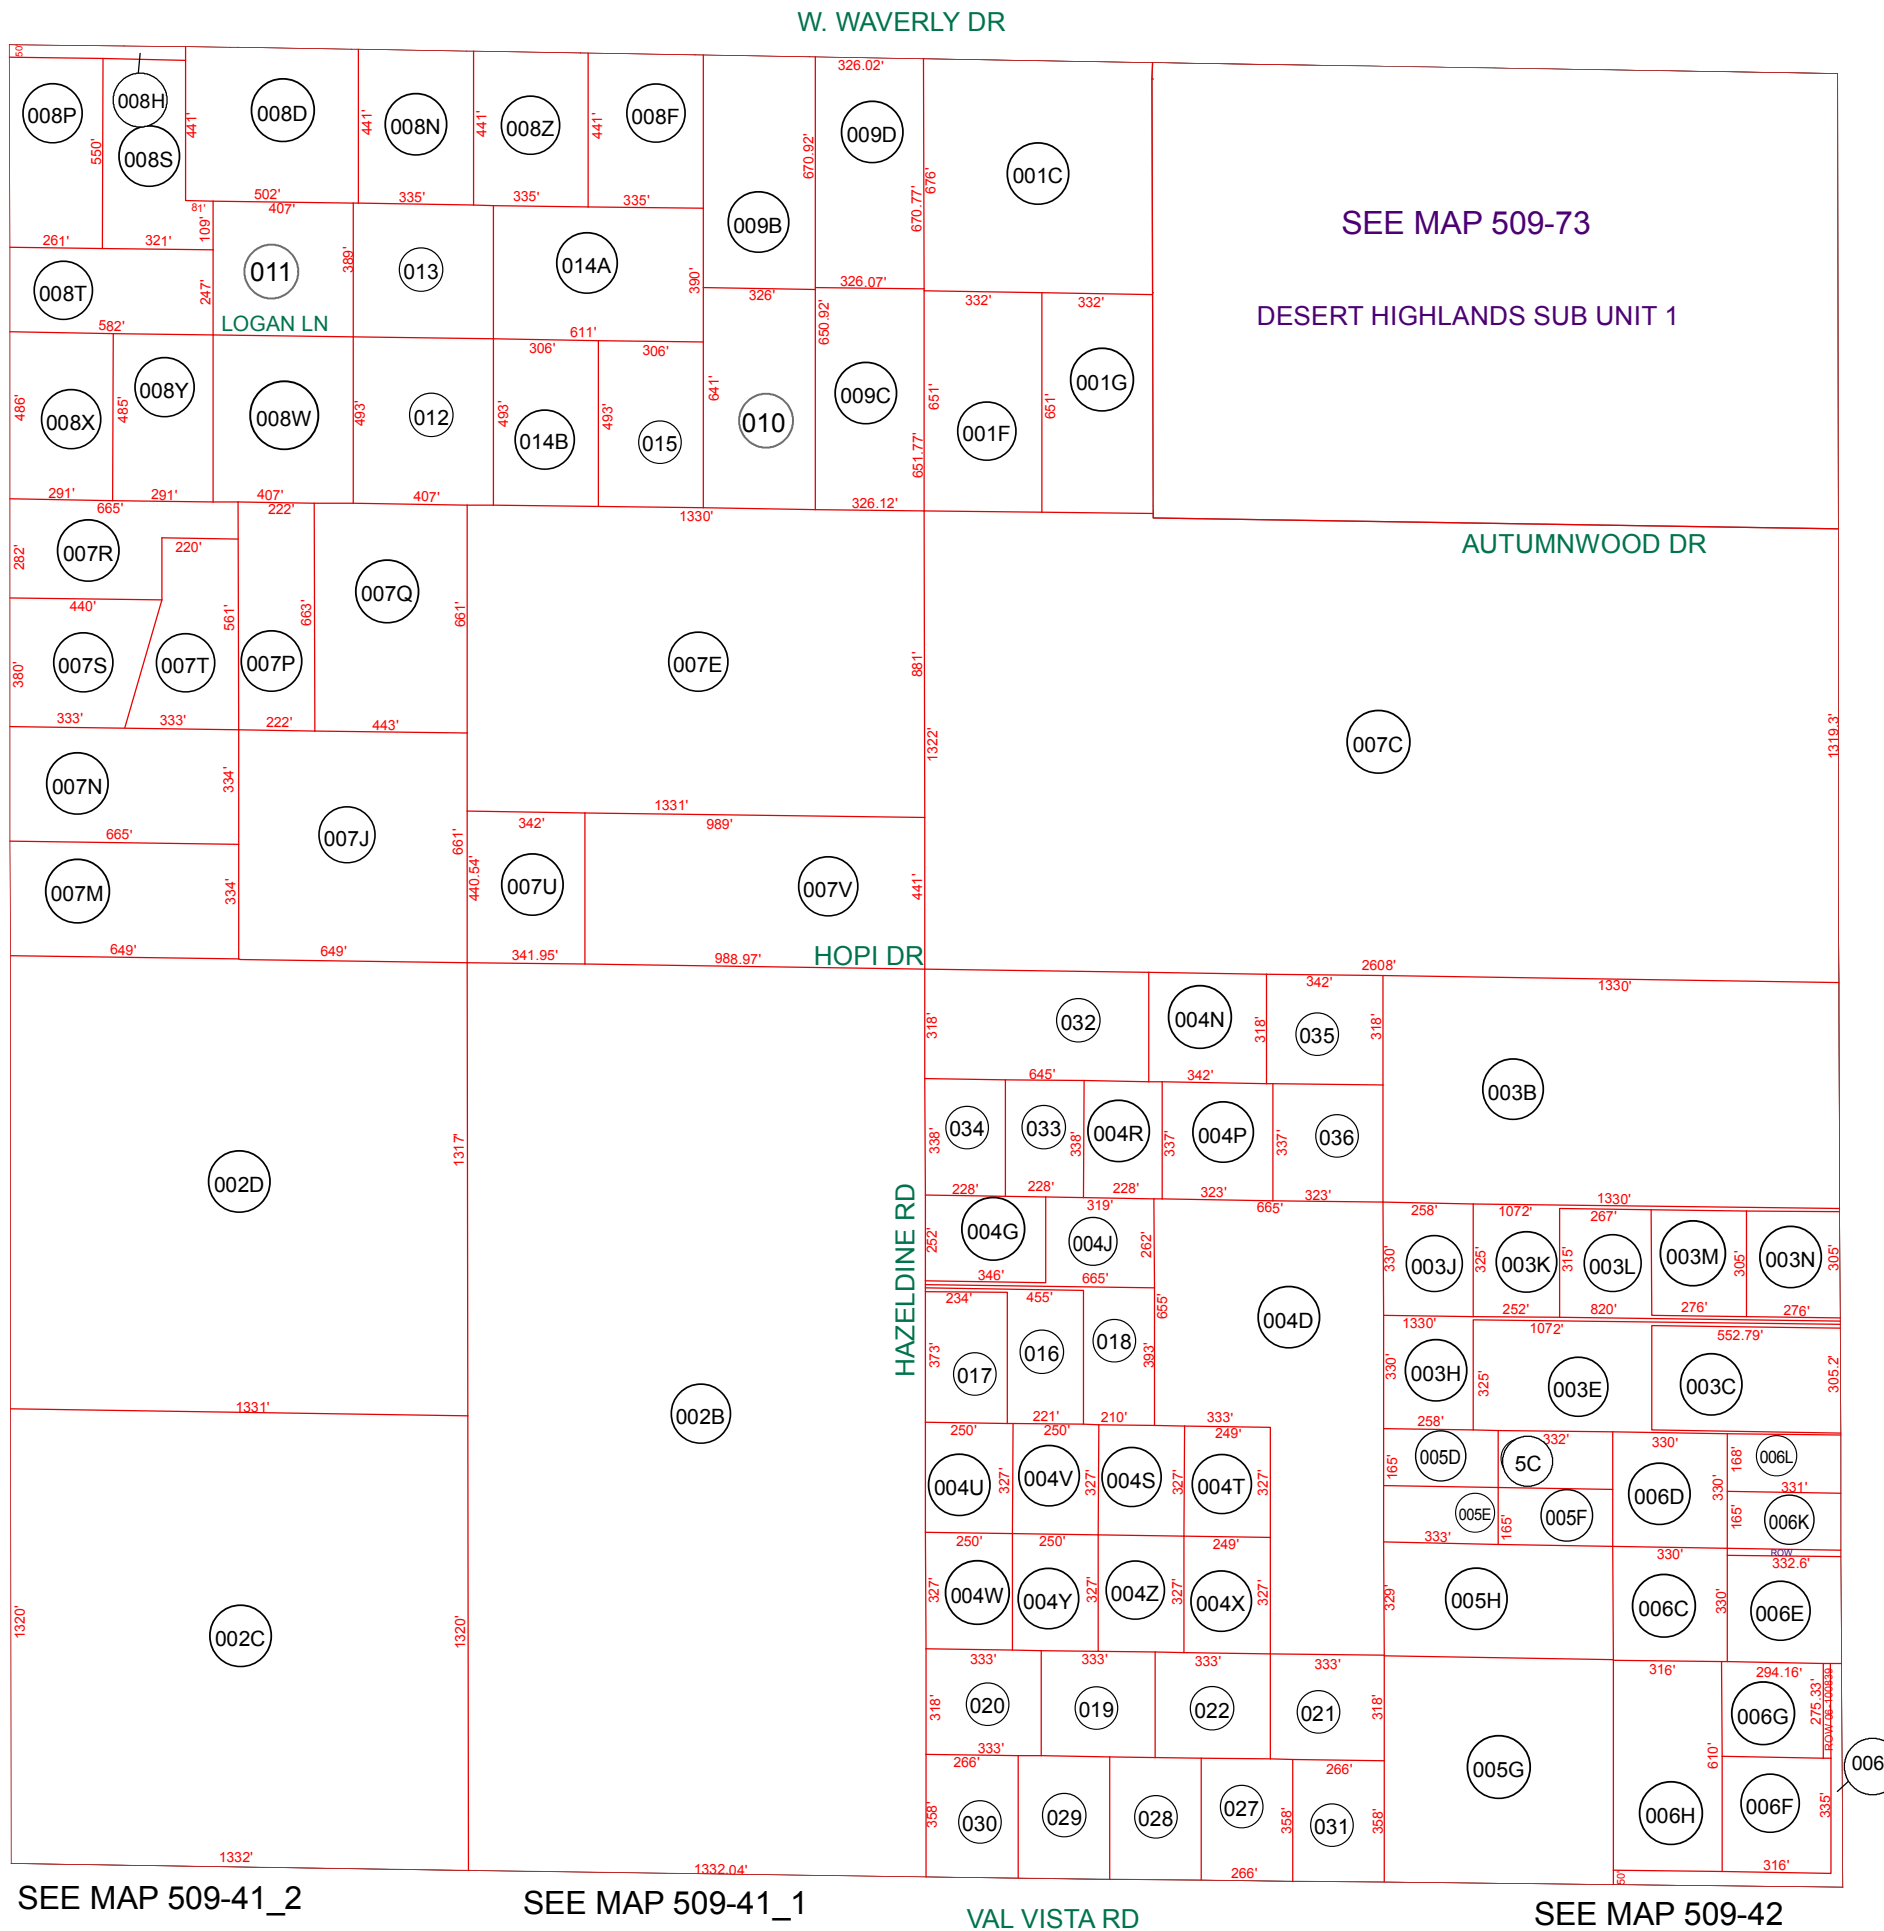 W. WAVERLY DR
50'
326.02'
008P
008H
008S
550'
441'
008D
441'
008N
441'
008Z
441'
008F
670.92'
009D
676'
670.77'
001C
SEE MAP 509-73
DESERT HIGHLANDS SUB UNIT 1
502'
335'
335'
335'
81'
407'
109'
009B
261'
321'
008T
247'
011
389'
013
014A
390'
326'
326.07'
332'
332'
582'
LOGAN LN
611'
306'
306'
650.92'
486'
008X
485'
008Y
008W
493'
012
493'
014B
493'
015
641'
010
009C
651'
651.77'
001F
651'
001G
291'
291'
407'
407'
326.12'
665'
222'
1330'
AUTUMNWOOD DR
282'
007R
220'
440'
561'
663'
007Q
661'
380'
007S
007T
007P
007E
881'
1322'
007C
1319.3'
333'
333'
222'
443'
007N
334'
007J
1331'
665'
661'
342'
989'
007M
334'
440.54'
007U
007V
441'
649'
649'
341.95'
988.97'
HOPI DR
2608'
342'
1330'
318'
032
004N
318'
035
318'
645'
342'
003B
338'
034
033
338'
004R
337'
004P
337'
036
1317'
002D
228'
228'
228'
323'
323'
1330'
HAZELDINE RD
319'
665'
258'
1072'
267'
252'
004G
004J
262'
330'
003J
325'
003K
315'
003L
003M
305'
003N
305'
346'
665'
252'
820'
276'
276'
234'
455'
655'
004D
1330'
1072'
552.79'
373'
017
016
018
393'
330'
003H
325'
003E
003C
305.2'
1331'
002B
221'
210'
333'
258'
250'
250'
249'
332'
330'
004U
327'
004V
327'
004S
327'
004T
327'
165'
005D
5C
006D
330'
168'
006L
331'
005E
165'
005F
165'
006K
333'
250'
250'
249'
330'
ROW
332.6'
327'
004W
004Y
327'
004Z
327'
004X
327'
329'
005H
006C
330'
006E
1320'
002C
1320'
333'
333'
333'
333'
316'
294.16'
318'
020
019
022
021
318'
006G
275.33'
ROW 06-100839
333'
266'
266'
005G
610'
006
358'
030
029
028
027
358'
031
358'
006H
006F
335'
1332'
1332.04'
266'
50'
316'
SEE MAP 509-41_2
SEE MAP 509-41_1
VAL VISTA RD
SEE MAP 509-42